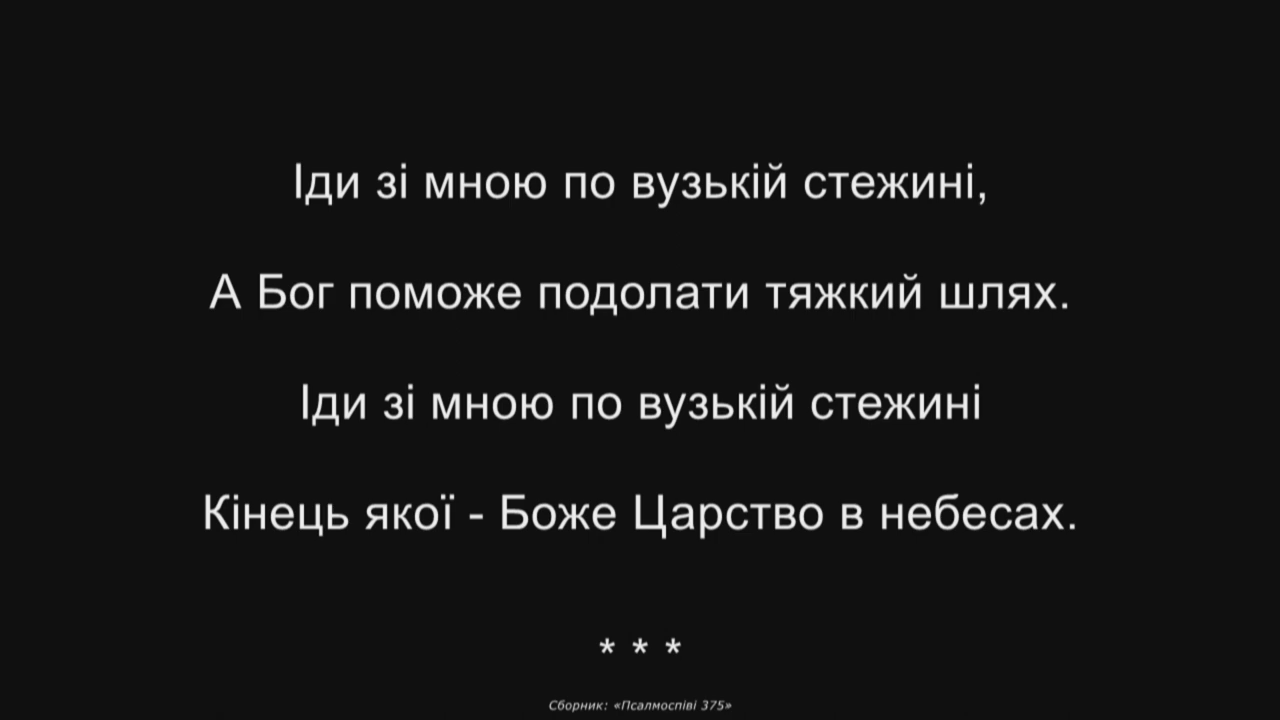 Іди зі мною по вузькій стежині,
А Бог поможе подолати тяжкий шлях.
Іди зі мною по вузькій стежині
Кінець якої - Боже Царство в небесах.
* * *
Сборник: «Псалмоспіві 375»